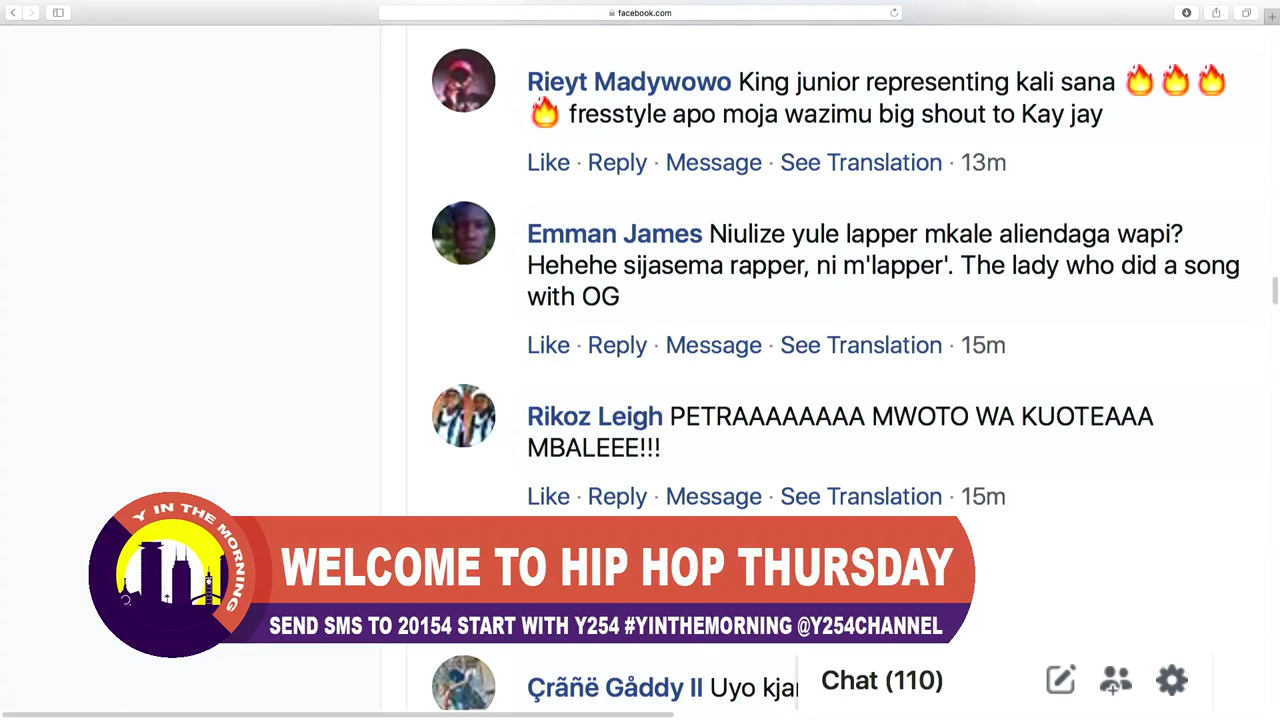 facebook.com
Rieyt Madywowo King junior representing kali sana 🔥🔥🔥
🔥 fresstyle apo moja wazimu big shout to Kay jay
Like · Reply · Message · See Translation · 13m
Emman James Niulize yule lapper mkale aliendaga wapi?
Hehehe sijasema rapper, ni m'lapper'. The lady who did a song
with OG
Like · Reply · Message · See Translation · 15m
Rikoz Leigh PETRAAAAAAAA MWOTO WA KUOTEAAA
MBALEEE!!!
Like · Reply · Message · See Translation · 15m
Y IN THE MORNING
WELCOME TO HIP HOP THURSDAY
SEND SMS TO 20154 START WITH Y254 #YINTHEMORNING @Y254CHANNEL
Çrãñë Gåddy II Uyo
Chat (110)